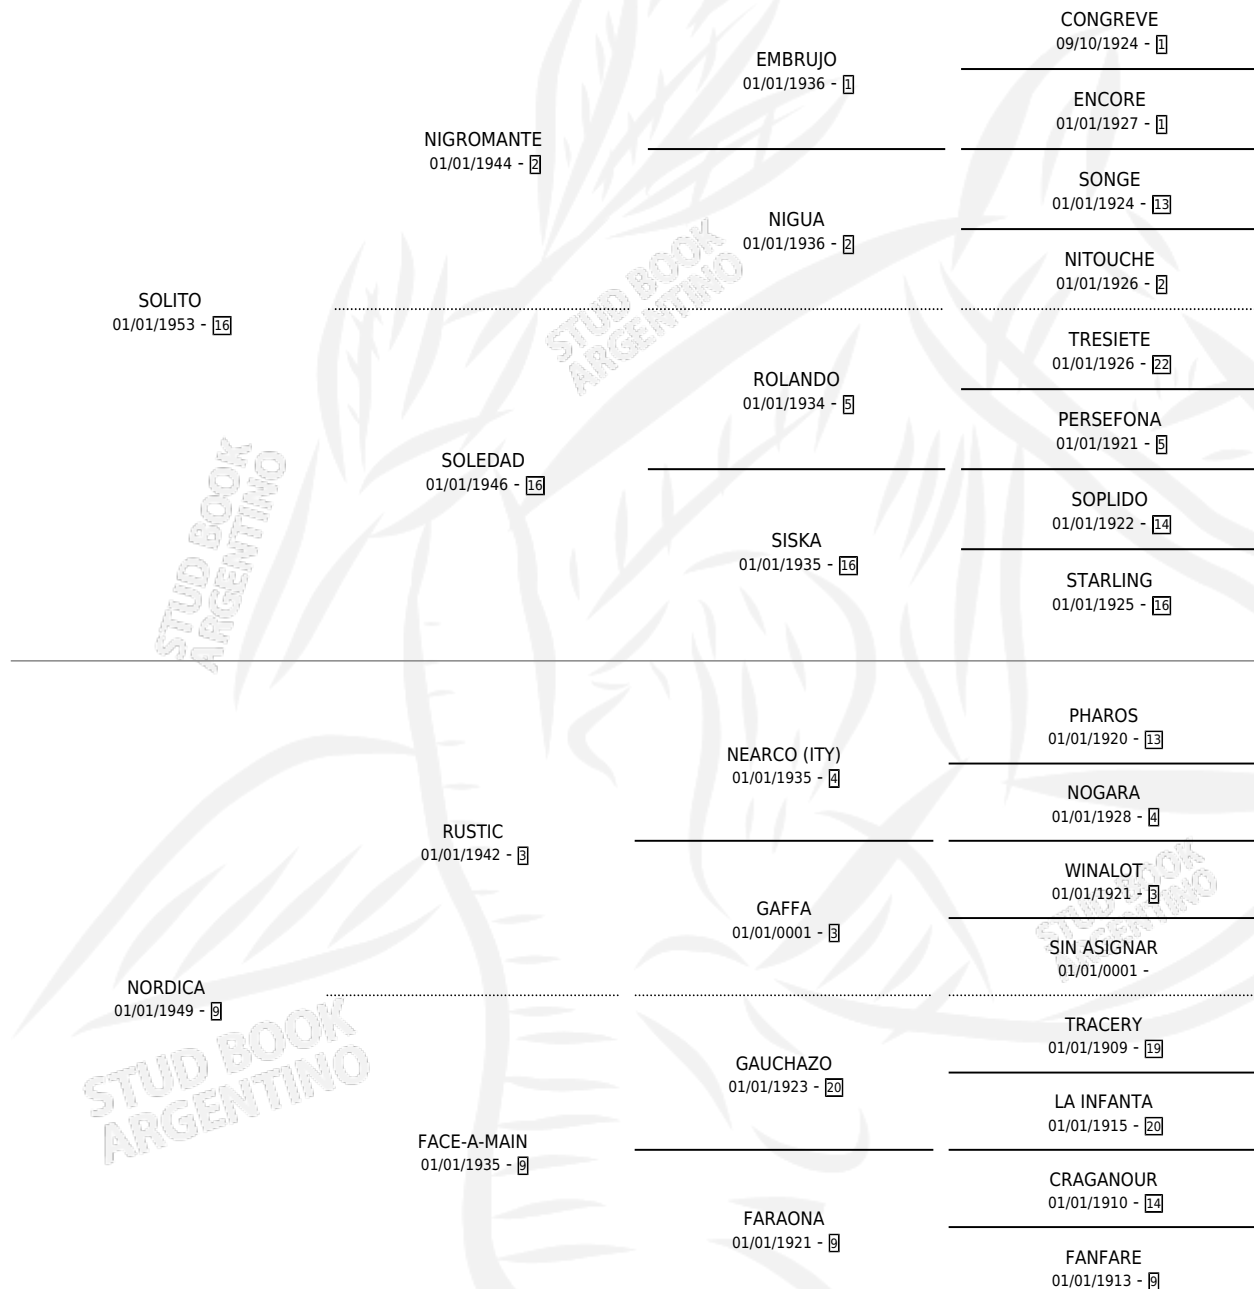 CONGREVE
09/10/1924 - 1
EMBRUJO
01/01/1936 - 1
ENCORE
01/01/1927 - 1
NIGROMANTE
01/01/1944 - 2
SONGE
01/01/1924 - 13
NIGUA
01/01/1936 - 2
NITOUCHE
01/01/1926 - 2
SOLITO
01/01/1953 - 16
TRESIETE
01/01/1926 - 22
ROLANDO
01/01/1934 - 5
PERSEFONA
01/01/1921 - 5
SOLEDAD
01/01/1946 - 16
SOPLIDO
01/01/1922 - 14
SISKA
01/01/1935 - 16
STARLING
01/01/1925 - 16
STUD BOOK
ARGENTINO
STUD BOOK
ARGENTINO
PHAROS
01/01/1920 - 13
NEARCO (ITY)
01/01/1935 - 4
NOGARA
01/01/1928 - 4
RUSTIC
01/01/1942 - 3
WINALOT
01/01/1921 - 3
GAFFA
01/01/0001 - 3
SIN ASIGNAR
01/01/0001 -
NORDICA
01/01/1949 - 9
TRACERY
01/01/1909 - 19
GAUCHAZO
01/01/1923 - 20
LA INFANTA
01/01/1915 - 20
FACE-A-MAIN
01/01/1935 - 9
CRAGANOUR
01/01/1910 - 14
FARAONA
01/01/1921 - 9
FANFARE
01/01/1913 - 9
STUD BOOK
ARGENTINO
STUD BOOK
ARGENTINO